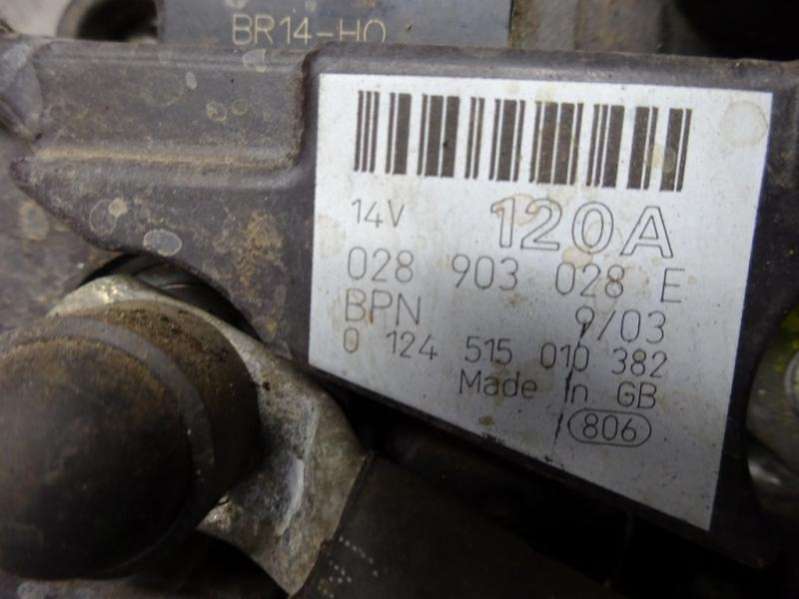 BR14-HO
14V 120A
028 903 028 E
BPN 9/03
0 124 515 010 382
Made In GB
806